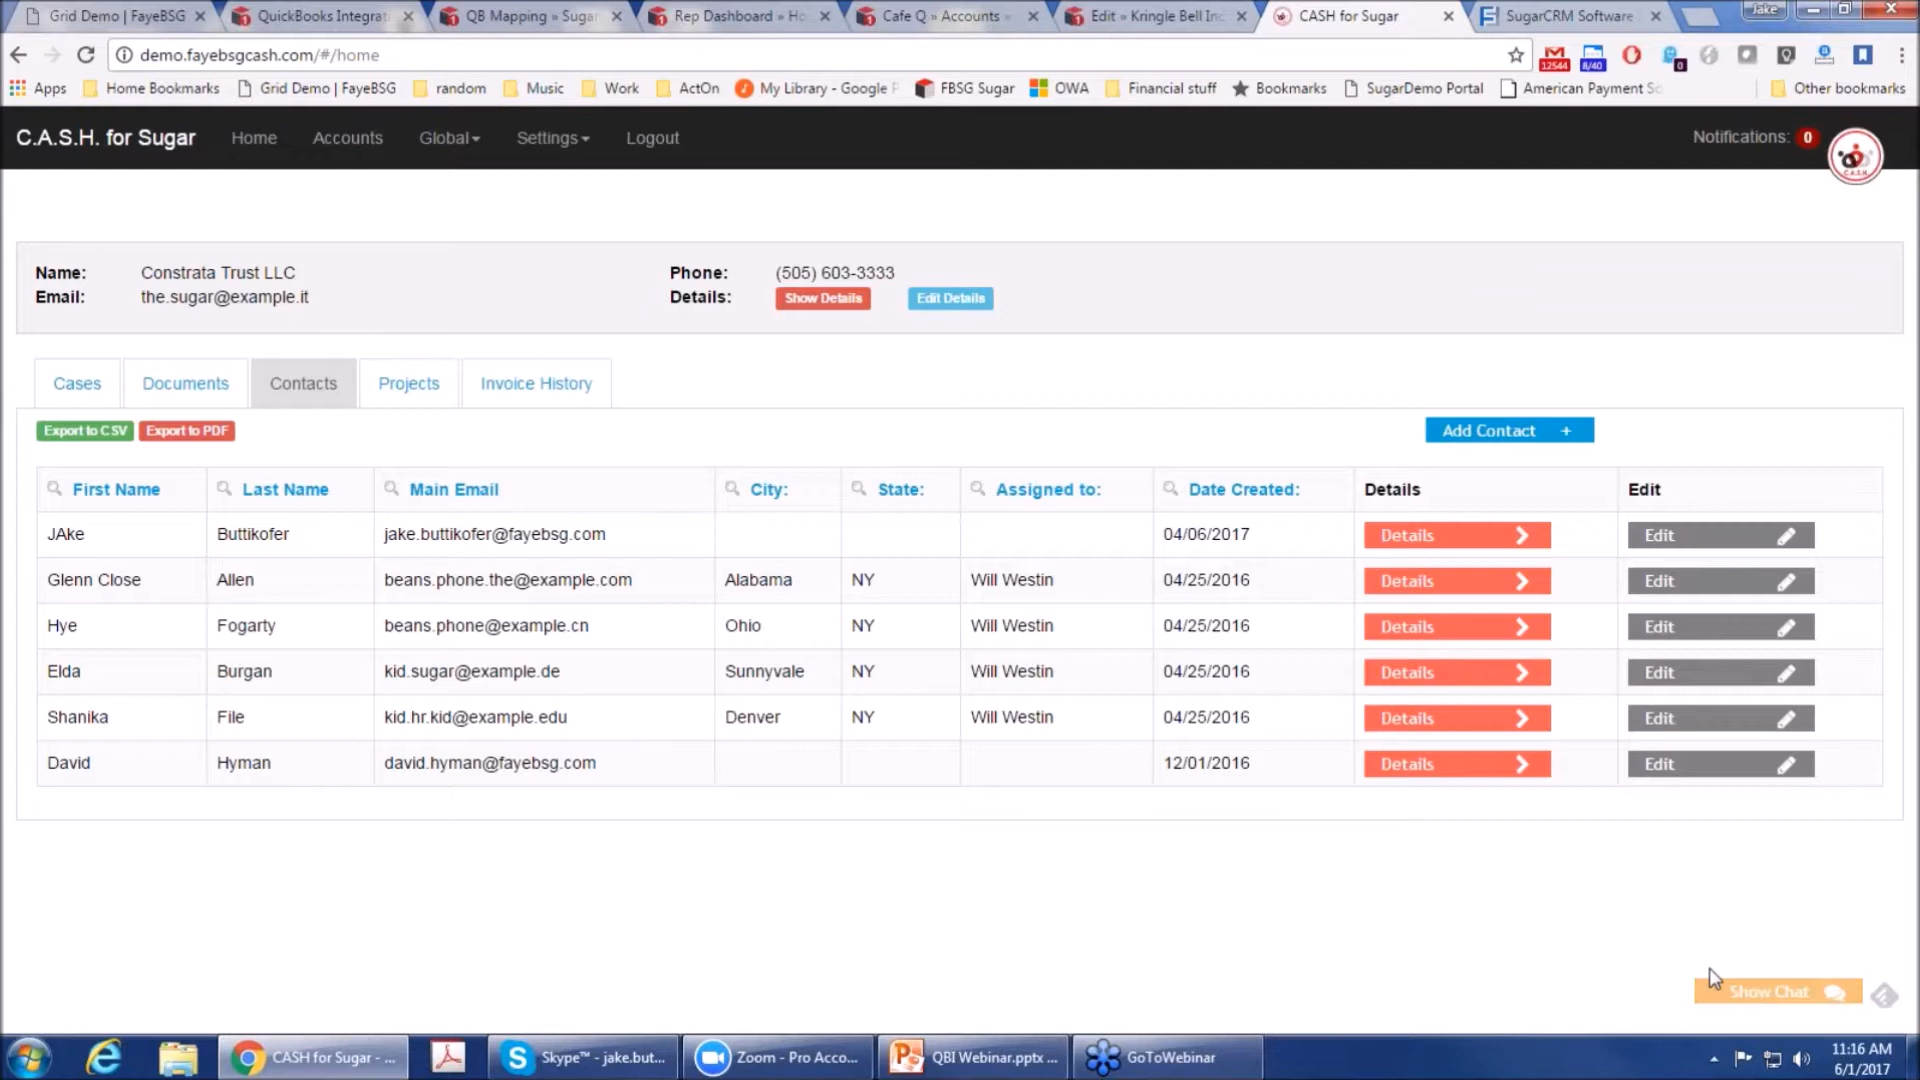 Grid Demo | FayeBSG
QuickBooks Integrati
QB Mapping » Sugar
Rep Dashboard » Ho
Cafe Q » Accounts »
Edit » Kringle Bell Inc
CASH for Sugar
SugarCRM Software
Jake
demo.fayebsgcash.com/#/home
12544
8/40
0
Apps
Home Bookmarks
Grid Demo | FayeBSG
random
Music
Work
ActOn
My Library - Google P
FBSG Sugar
OWA
Financial stuff
Bookmarks
SugarDemo Portal
American Payment So
Other bookmarks
C.A.S.H. for Sugar
Home
Accounts
Global
Settings
Logout
Notifications: 0
C.A.S.H.
Name: Constrata Trust LLC
Phone: (505) 603-3333
Email: the.sugar@example.it
Details: Show Details Edit Details
Cases
Documents
Contacts
Projects
Invoice History
Export to CSV
Export to PDF
Add Contact +
First Name Last Name Main Email City: State: Assigned to: Date Created: Details Edit
JAke Buttikofer jake.buttikofer@fayebsg.com 04/06/2017 Details Edit
Glenn Close Allen beans.phone.the@example.com Alabama NY Will Westin 04/25/2016 Details Edit
Hye Fogarty beans.phone@example.cn Ohio NY Will Westin 04/25/2016 Details Edit
Elda Burgan kid.sugar@example.de Sunnyvale NY Will Westin 04/25/2016 Details Edit
Shanika File kid.hr.kid@example.edu Denver NY Will Westin 04/25/2016 Details Edit
David Hyman david.hyman@fayebsg.com 12/01/2016 Details Edit
Show Chat
CASH for Sugar - ...
Skype™ - jake.but...
Zoom - Pro Acco...
QBI Webinar.pptx ...
GoToWebinar
11:16 AM
6/1/2017